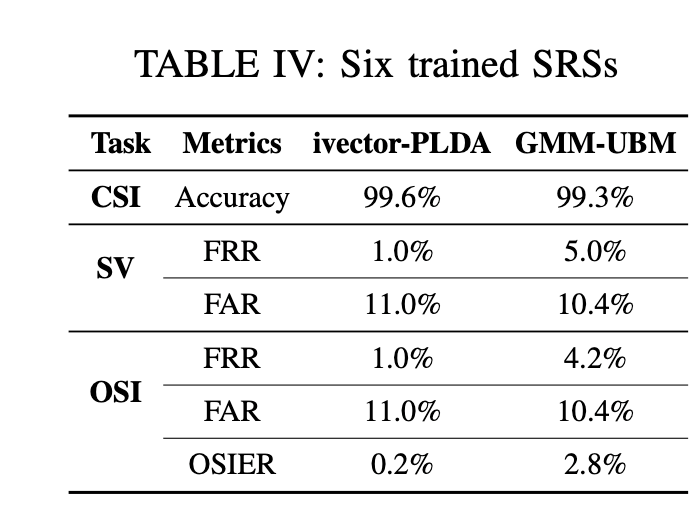 TABLE IV: Six trained SRSs
Task Metrics ivector-PLDA GMM-UBM
CSI Accuracy 99.6% 99.3%
SV FRR 1.0% 5.0%
FAR 11.0% 10.4%
OSI FRR 1.0% 4.2%
FAR 11.0% 10.4%
OSIER 0.2% 2.8%